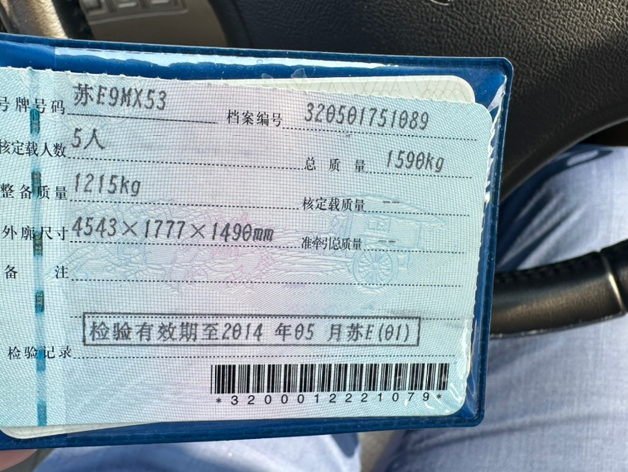 号牌号码 苏E9MX53 档案编号 320501751089
核定载人数 5人 总质量 1590kg
整备质量 1215kg 核定载质量 --
外廓尺寸 4543×1777×1490mm 准牵引总质量 --
备注
检验记录 检验有效期至2014 年05 月苏E(01)
*3200012221079*